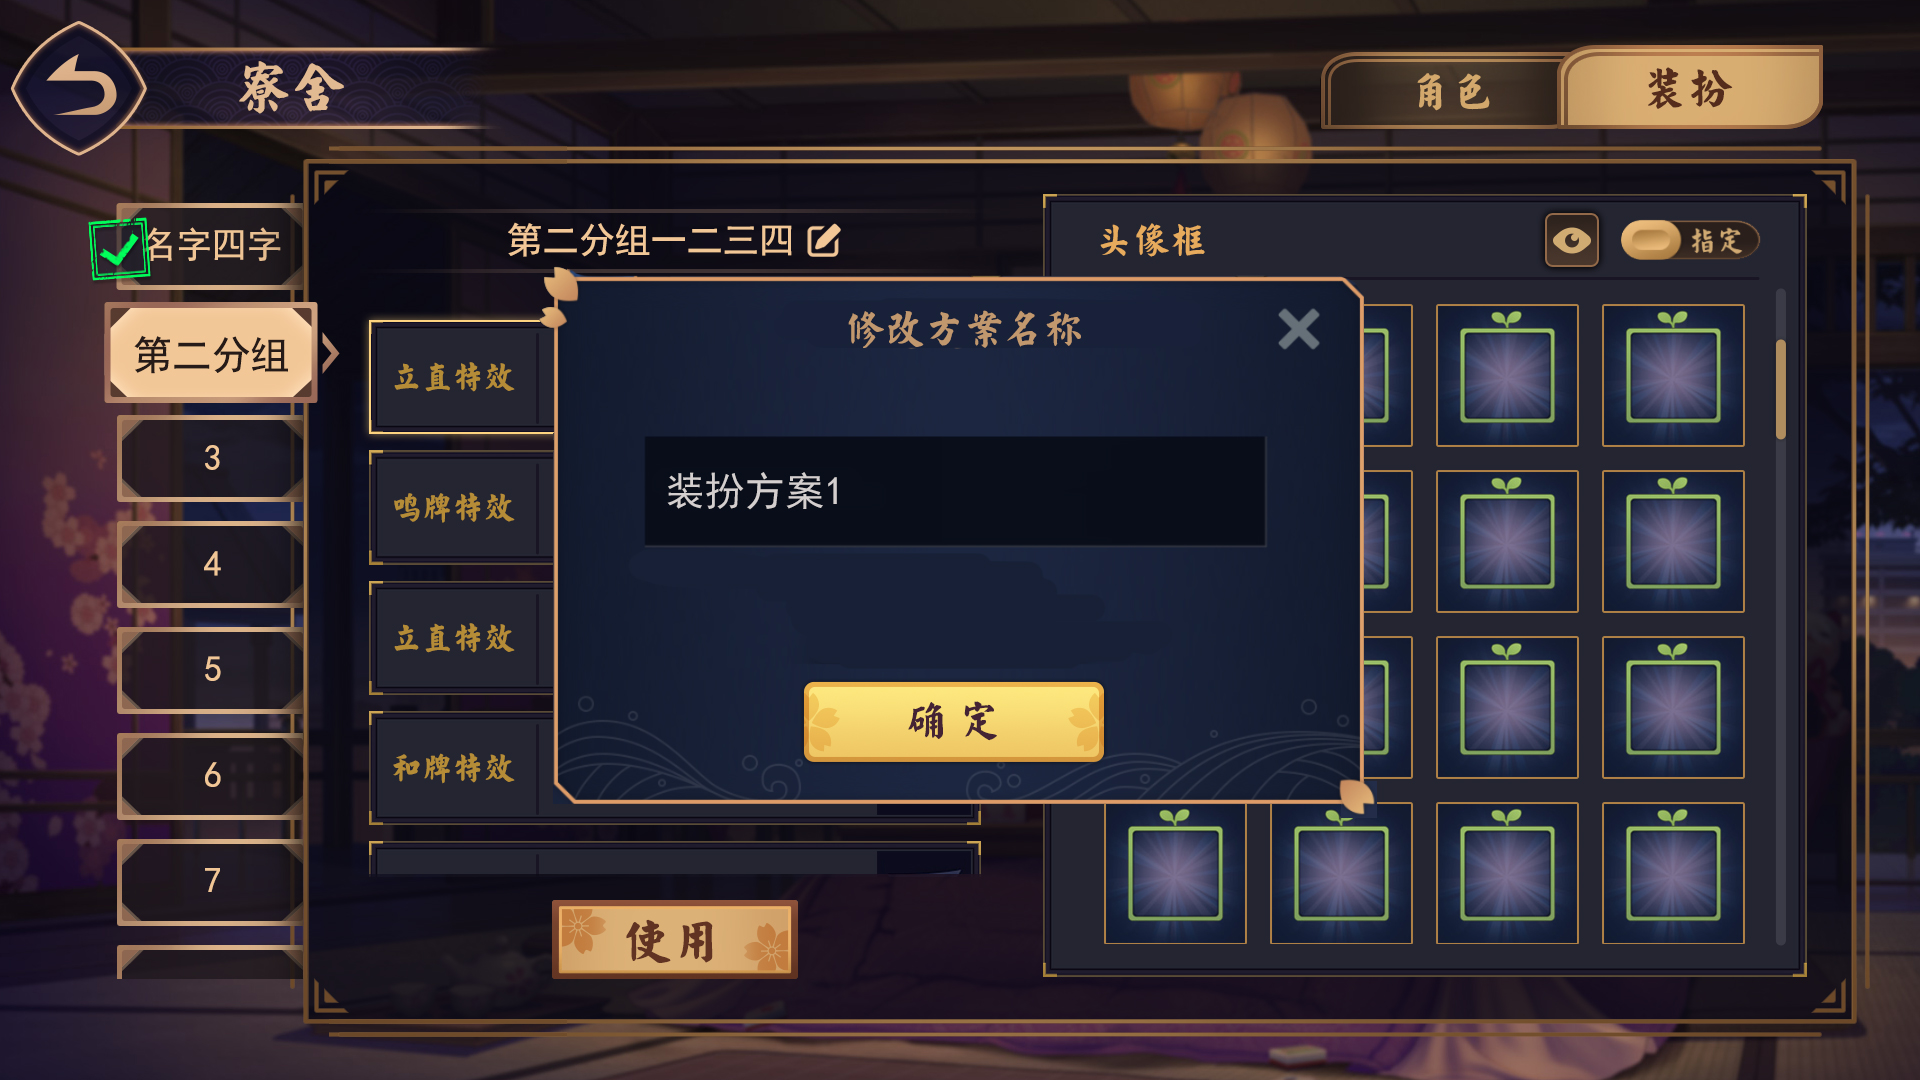 寮舍
角色
装扮
名字四字
第二分组
3
4
5
6
7
第二分组一二三四
头像框
指定
立直特效
鸣牌特效
立直特效
和牌特效
修改方案名称
装扮方案1
确定
使用